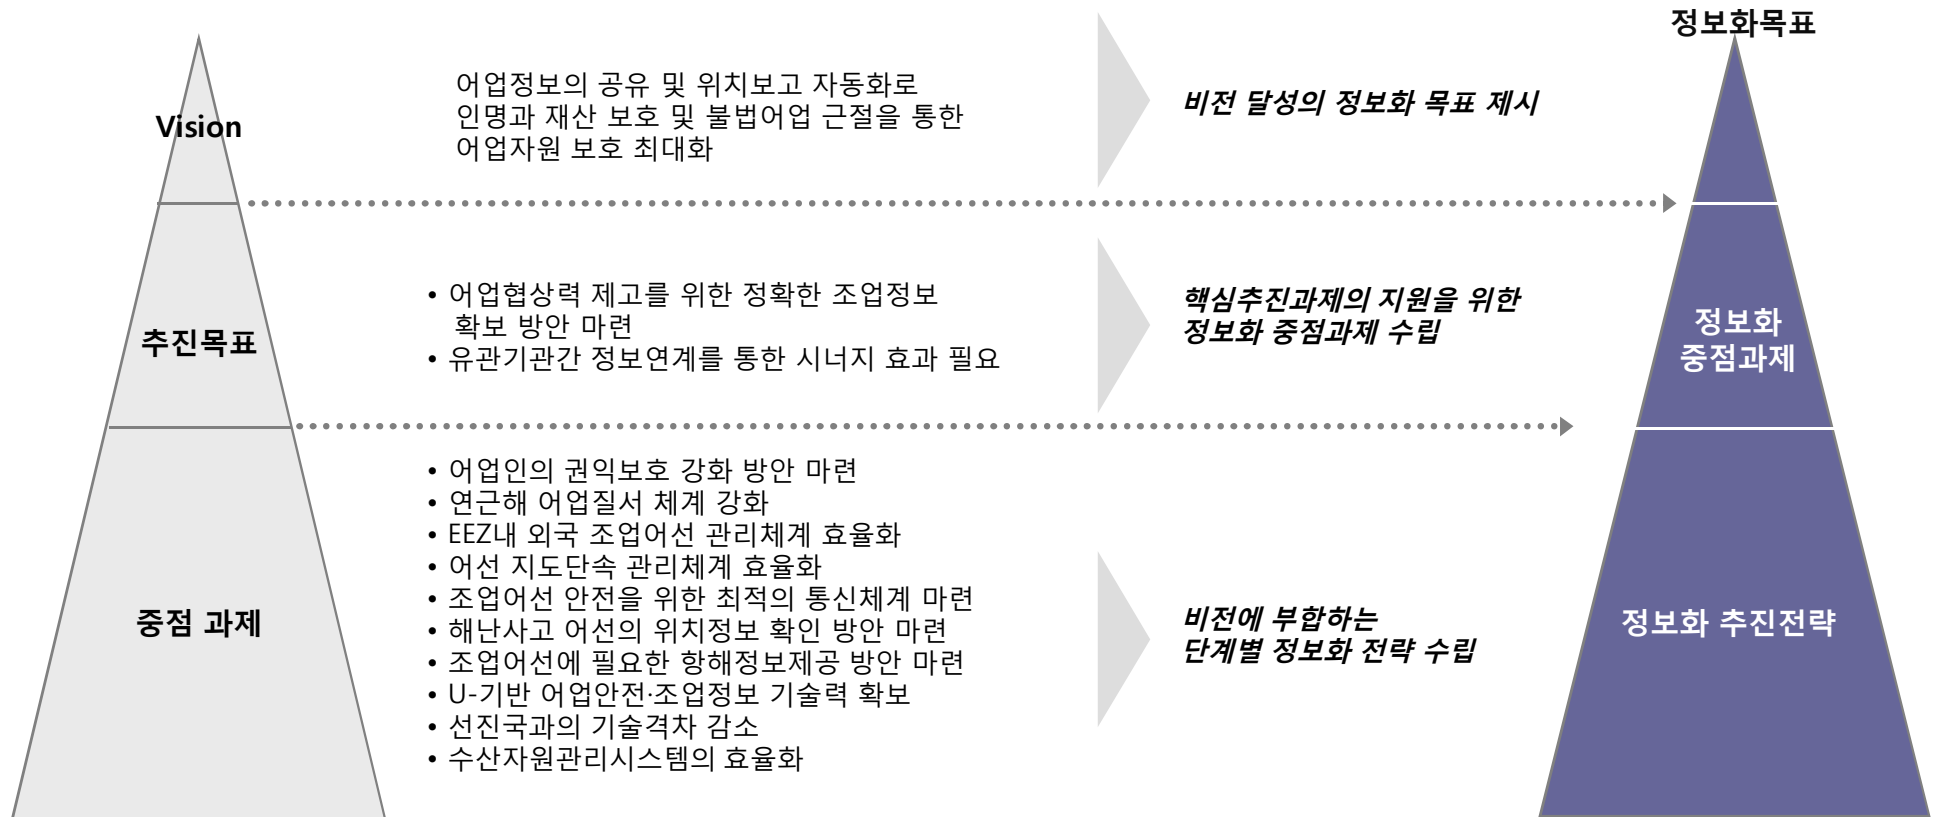 정보화목표
Vision
어업정보의 공유 및 위치보고 자동화로
인명과 재산 보호 및 불법어업 근절을 통한
어업자원 보호 최대화
비전 달성의 정보화 목표 제시
추진목표
• 어업협상력 제고를 위한 정확한 조업정보
확보 방안 마련
• 유관기관간 정보연계를 통한 시너지 효과 필요
핵심추진과제의 지원을 위한
정보화 중점과제 수립
정보화
중점과제
중점 과제
• 어업인의 권익보호 강화 방안 마련
• 연근해 어업질서 체계 강화
• EEZ내 외국 조업어선 관리체계 효율화
• 어선 지도단속 관리체계 효율화
• 조업어선 안전을 위한 최적의 통신체계 마련
• 해난사고 어선의 위치정보 확인 방안 마련
• 조업어선에 필요한 항해정보제공 방안 마련
• U-기반 어업안전·조업정보 기술력 확보
• 선진국과의 기술격차 감소
• 수산자원관리시스템의 효율화
비전에 부합하는
단계별 정보화 전략 수립
정보화 추진전략